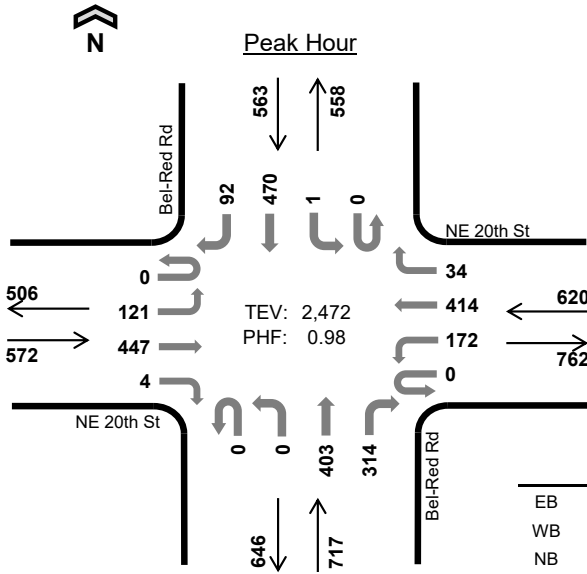 N
Peak Hour
563
558
Bel-Red Rd
92
470
1
0
NE 20th St
0
34
506
121
TEV: 2,472
414
620
447
PHF: 0.98
172
572
762
4
0
NE 20th St
0
0
403
314
Bel-Red Rd
646
717
EB
WB
NB